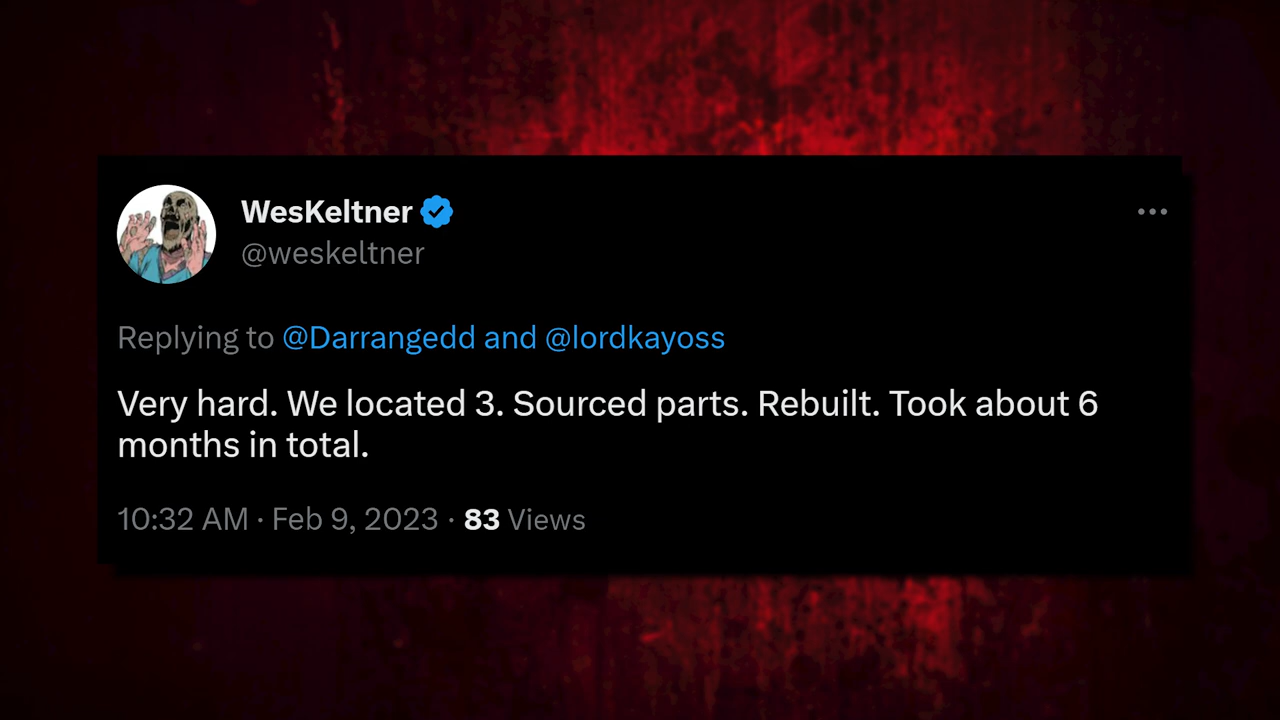 WesKeltner
@weskeltner
Replying to @Darrangedd and @lordkayoss
Very hard. We located 3. Sourced parts. Rebuilt. Took about 6
months in total.
10:32 AM · Feb 9, 2023 · 83 Views